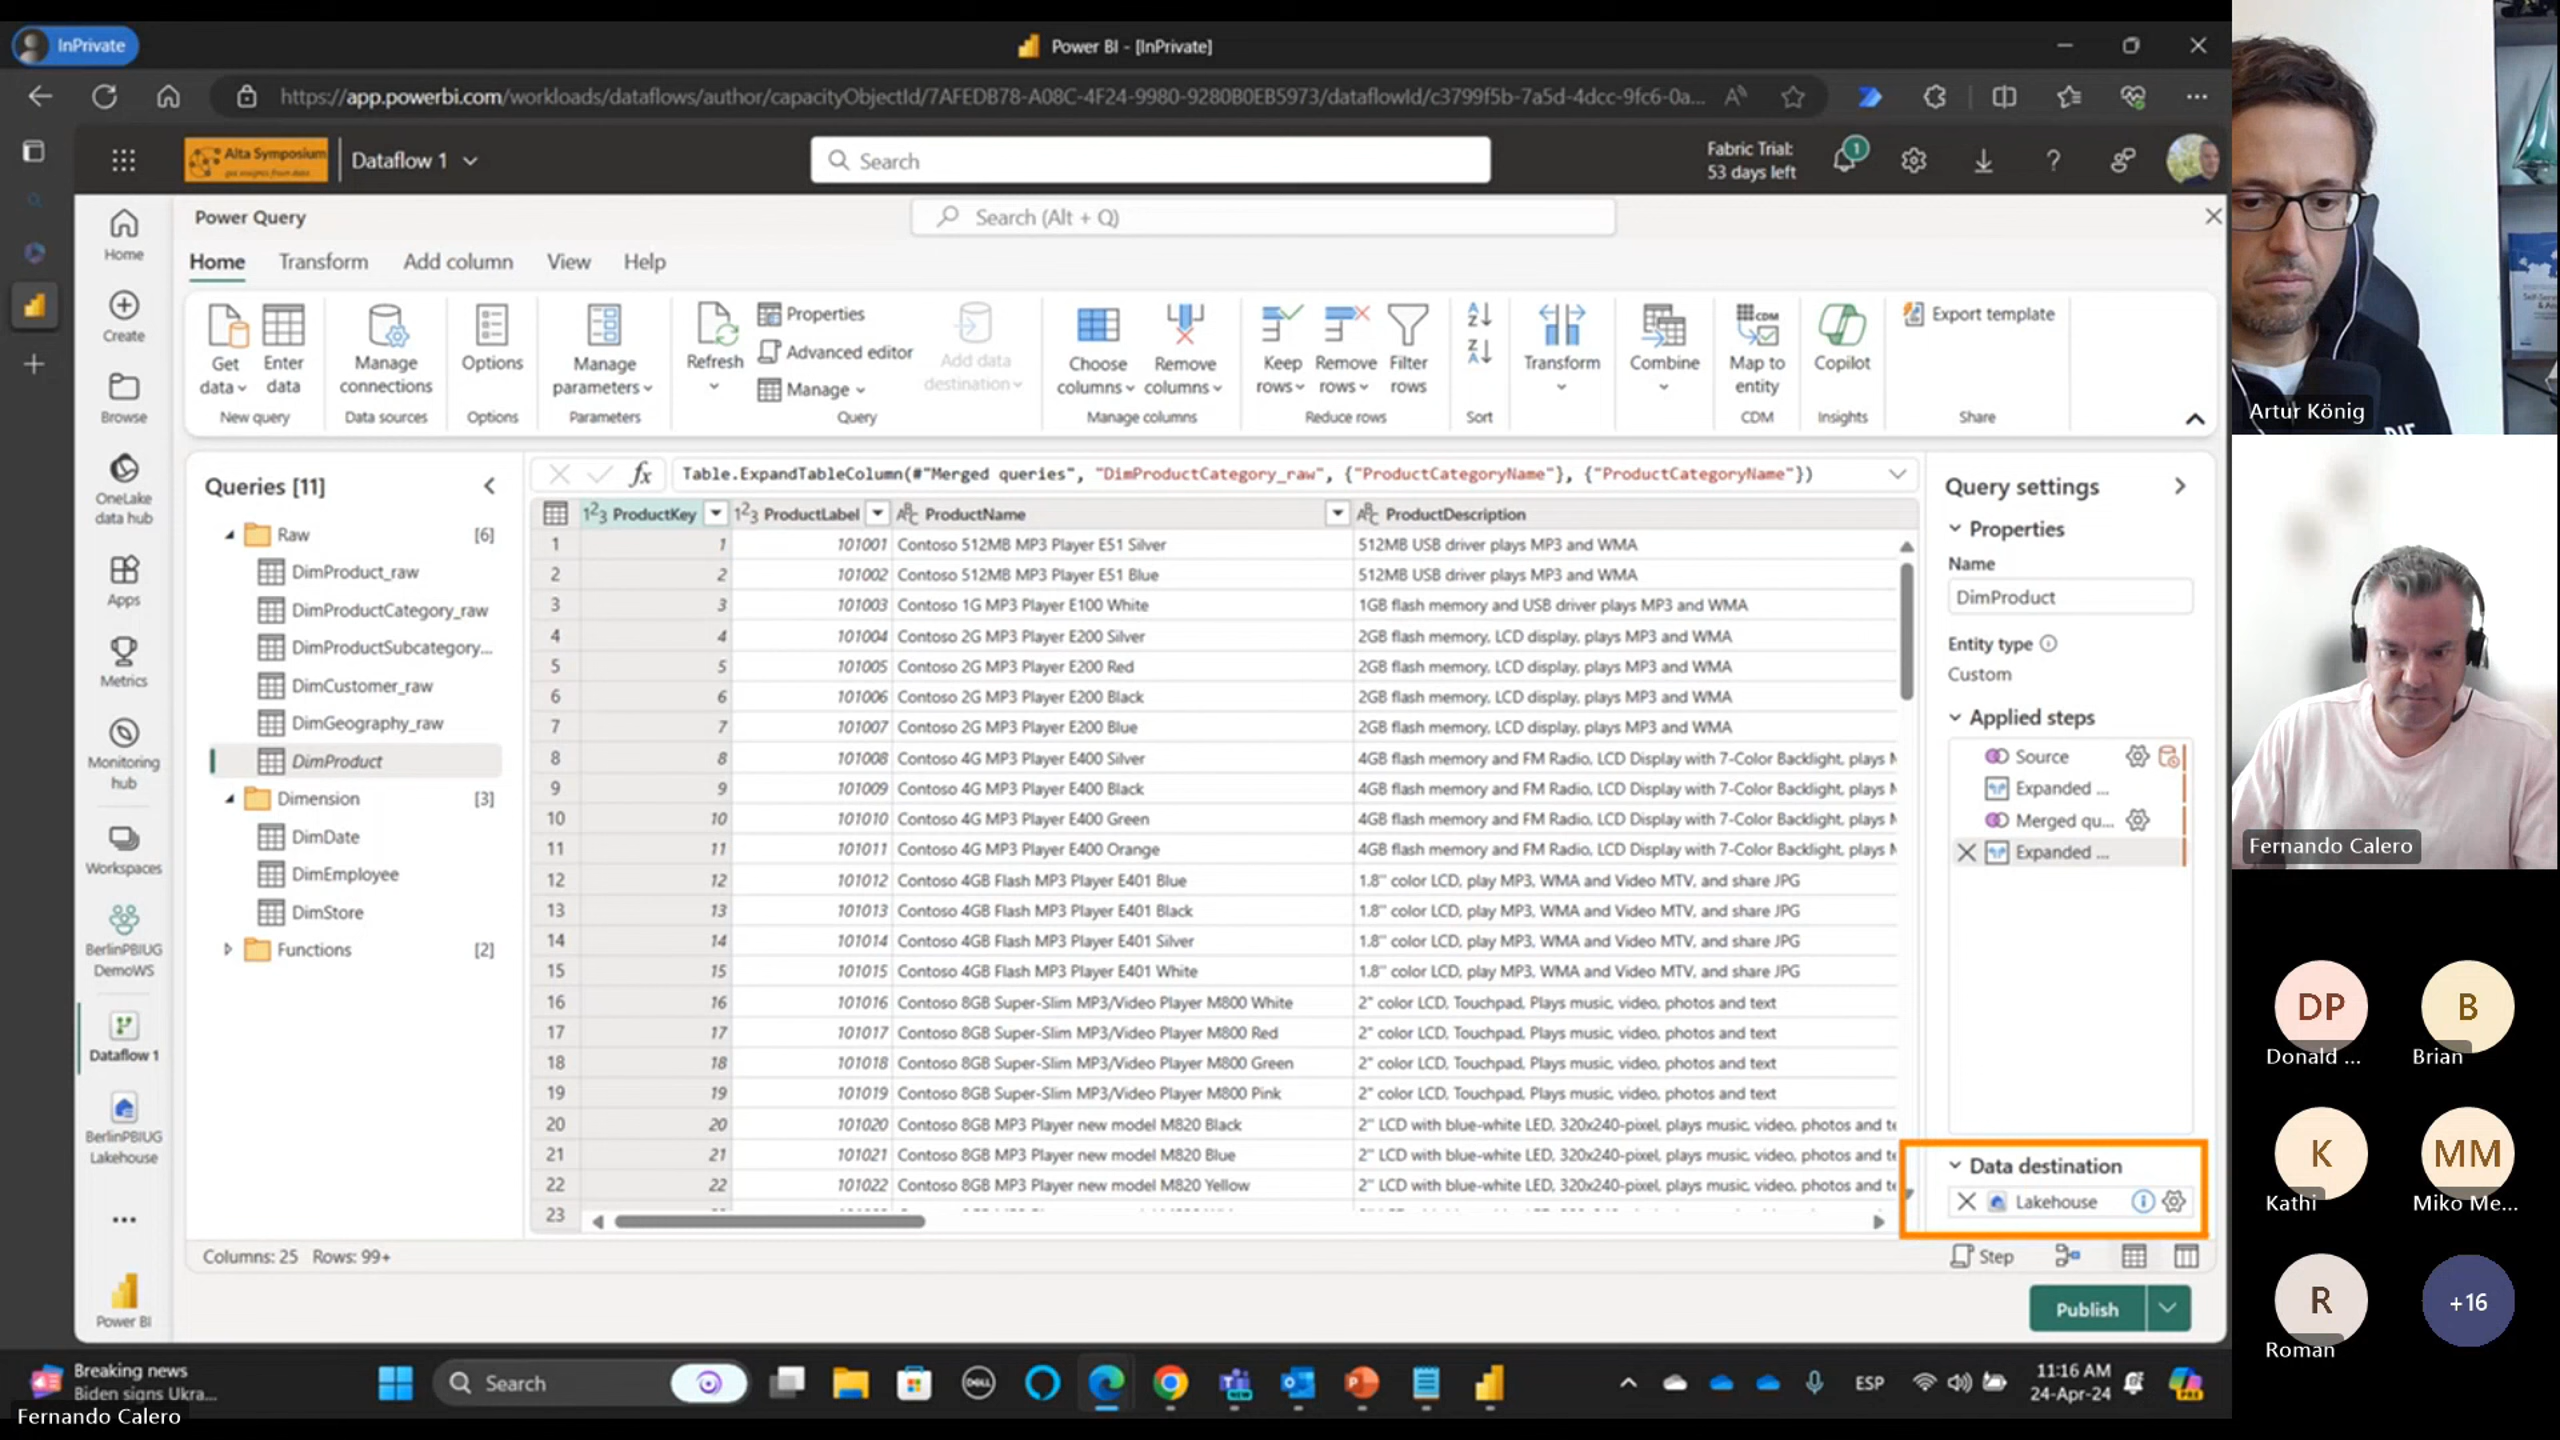 InPrivate
Power BI - [InPrivate]
https://app.powerbi.com/workloads/dataflows/author/capacityObjectId/7AFEDB78-A08C-4F24-9980-9280B0EB5973/dataflowId/c3799f5b-7a5d-4dcc-9fc6-0a...
Alta Symposium
get insights from data
Dataflow 1
Search
Fabric Trial:
53 days left
1
Power Query
Search (Alt + Q)
Home
Transform
Add column
View
Help
Get data
Enter data
New query
Manage connections
Data sources
Options
Options
Manage parameters
Parameters
Refresh
Properties
Advanced editor
Manage
Query
Add data destination
Choose columns
Remove columns
Manage columns
Keep rows
Remove rows
Filter rows
Reduce rows
Sort
Transform
Combine
CDM
Map to entity
CDM
Copilot
Insights
Export template
Share
Home
Create
Browse
OneLake data hub
Apps
Metrics
Monitoring hub
Workspaces
BerlinPBIUG DemoWS
Dataflow 1
BerlinPBIUG Lakehouse
Power BI
Queries [11]
Raw [6]
DimProduct_raw
DimProductCategory_raw
DimProductSubcategory...
DimCustomer_raw
DimGeography_raw
DimProduct
Dimension [3]
DimDate
DimEmployee
DimStore
Functions [2]
fx Table.ExpandTableColumn(#"Merged queries", "DimProductCategory_raw", {"ProductCategoryName"}, {"ProductCategoryName"})
ProductKey ProductLabel ProductName ProductDescription
1 1 101001 Contoso 512MB MP3 Player E51 Silver 512MB USB driver plays MP3 and WMA
2 2 101002 Contoso 512MB MP3 Player E51 Blue 512MB USB driver plays MP3 and WMA
3 3 101003 Contoso 1G MP3 Player E100 White 1GB flash memory and USB driver plays MP3 and WMA
4 4 101004 Contoso 2G MP3 Player E200 Silver 2GB flash memory, LCD display, plays MP3 and WMA
5 5 101005 Contoso 2G MP3 Player E200 Red 2GB flash memory, LCD display, plays MP3 and WMA
6 6 101006 Contoso 2G MP3 Player E200 Black 2GB flash memory, LCD display, plays MP3 and WMA
7 7 101007 Contoso 2G MP3 Player E200 Blue 2GB flash memory, LCD display, plays MP3 and WMA
8 8 101008 Contoso 4G MP3 Player E400 Silver 4GB flash memory and FM Radio, LCD Display with 7-Color Backlight, plays M
9 9 101009 Contoso 4G MP3 Player E400 Black 4GB flash memory and FM Radio, LCD Display with 7-Color Backlight, plays M
10 10 101010 Contoso 4G MP3 Player E400 Green 4GB flash memory and FM Radio, LCD Display with 7-Color Backlight, plays M
11 11 101011 Contoso 4G MP3 Player E400 Orange 4GB flash memory and FM Radio, LCD Display with 7-Color Backlight, plays M
12 12 101012 Contoso 4GB Flash MP3 Player E401 Blue 1.8" color LCD, play MP3, WMA and Video MTV, and share JPG
13 13 101013 Contoso 4GB Flash MP3 Player E401 Black 1.8" color LCD, play MP3, WMA and Video MTV, and share JPG
14 14 101014 Contoso 4GB Flash MP3 Player E401 Silver 1.8" color LCD, play MP3, WMA and Video MTV, and share JPG
15 15 101015 Contoso 4GB Flash MP3 Player E401 White 1.8" color LCD, play MP3, WMA and Video MTV, and share JPG
16 16 101016 Contoso 8GB Super-Slim MP3/Video Player M800 White 2" color LCD, Touchpad, Plays music, video, photos and text
17 17 101017 Contoso 8GB Super-Slim MP3/Video Player M800 Red 2" color LCD, Touchpad, Plays music, video, photos and text
18 18 101018 Contoso 8GB Super-Slim MP3/Video Player M800 Green 2" color LCD, Touchpad, Plays music, video, photos and text
19 19 101019 Contoso 8GB Super-Slim MP3/Video Player M800 Pink 2" color LCD, Touchpad, Plays music, video, photos and text
20 20 101020 Contoso 8GB MP3 Player new model M820 Black 2" LCD with blue-white LED, 320x240-pixel, plays music, video, photos and te
21 21 101021 Contoso 8GB MP3 Player new model M820 Blue 2" LCD with blue-white LED, 320x240-pixel, plays music, video, photos and te
22 22 101022 Contoso 8GB MP3 Player new model M820 Yellow 2" LCD with blue-white LED, 320x240-pixel, plays music, video, photos and te
23
Columns: 25 Rows: 99+
Query settings
Properties
Name
DimProduct
Entity type
Custom
Applied steps
Source
Expanded ...
Merged qu...
Expanded ...
Data destination
Lakehouse
Step
Publish
Artur König
Fernando Calero
DP
Donald ...
B
Brian
K
Kathi
MM
Miko Me...
R
Roman
+16
Breaking news
Biden signs Ukra...
Search
DELL
ESP
11:16 AM
24-Apr-24
Fernando Calero